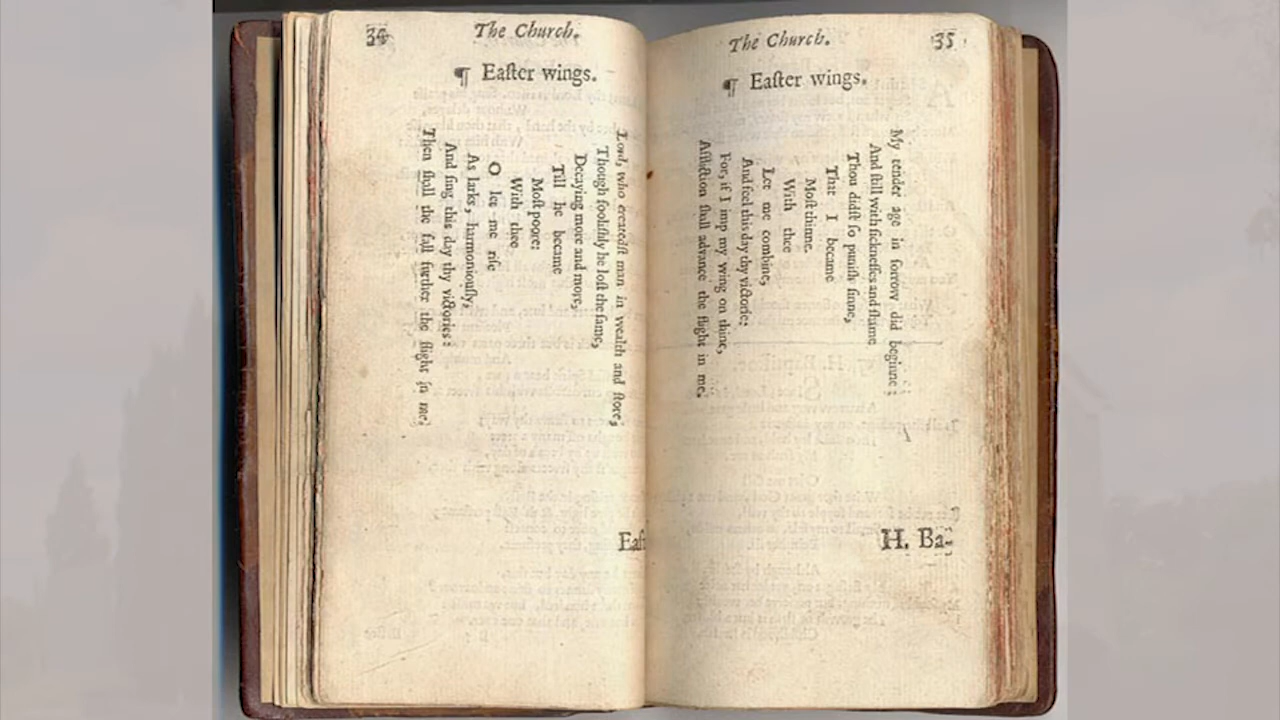 34
The Church.
¶ Eaſter wings.
Lord, who createdſt man in wealth and ſtore,
Though fooliſhly he loſt the ſame,
Decaying more and more,
Till he became
Moſt poore:
With thee
O let me riſe
As larks, harmoniouſly,
And ſing this day thy victories:
Then ſhall the fall further the flight in me.
Eaſt
The Church.
35
¶ Eaſter wings.
My tender age in ſorrow did beginne;
And ſtill with ſickneſſes and ſhame
Thou didſt ſo puniſh ſinne,
That I became
Moſt thinne.
With thee
Let me combine,
And feel this day thy victorie:
For, if I imp my wing on thine,
Affliction ſhall advance the flight in me.
H. Ba-